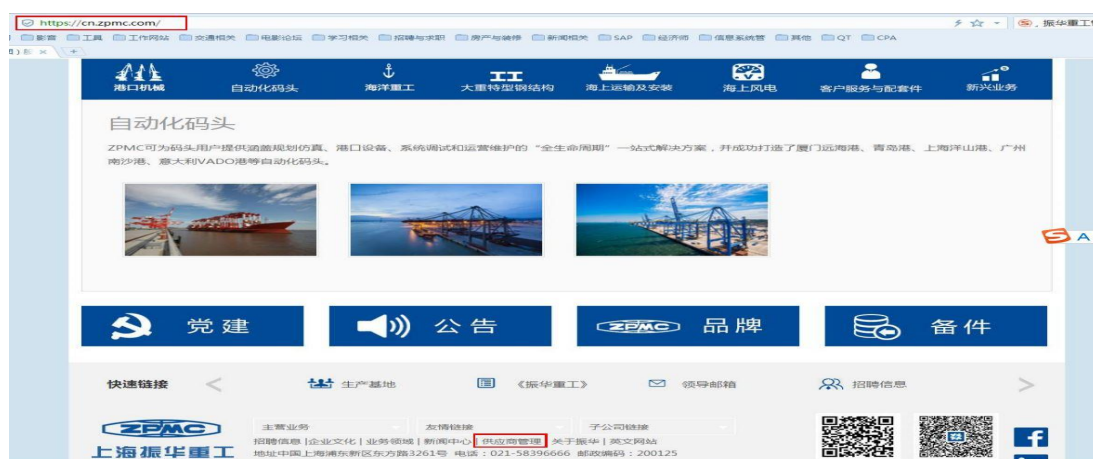 https://cn.zpmc.com/
振华重工
影音 工具 工作网站 交通相关 电影论坛 学习相关 招聘与求职 房产与装修 新闻相关 SAP 经济师 信息系统管 其他 QT CPA
港口机械 自动化码头 海洋重工 大重特型钢结构 海上运输及安装 海上风电 客户服务与配套件 新兴业务
自动化码头
ZPMC可为码头用户提供涵盖规划仿真、港口设备、系统调试和运营维护的“全生命周期”一站式解决方案，并成功打造了厦门远海港、青岛港、上海洋山港、广州
南沙港、意大利VADO港等自动化码头。
党建 公告 ZPMC 品牌 备件
快速链接 < 生产基地 《振华重工》 领导邮箱 招聘信息 >
ZPMC
主营业务 友情链接 子公司链接
招聘信息 | 企业文化 | 业务领域 | 新闻中心 | 供应商管理 | 关于振华 | 英文网站
上海振华重工
地址中国上海浦东新区东方路3261号 电话：021-58396666 邮政编码：200125